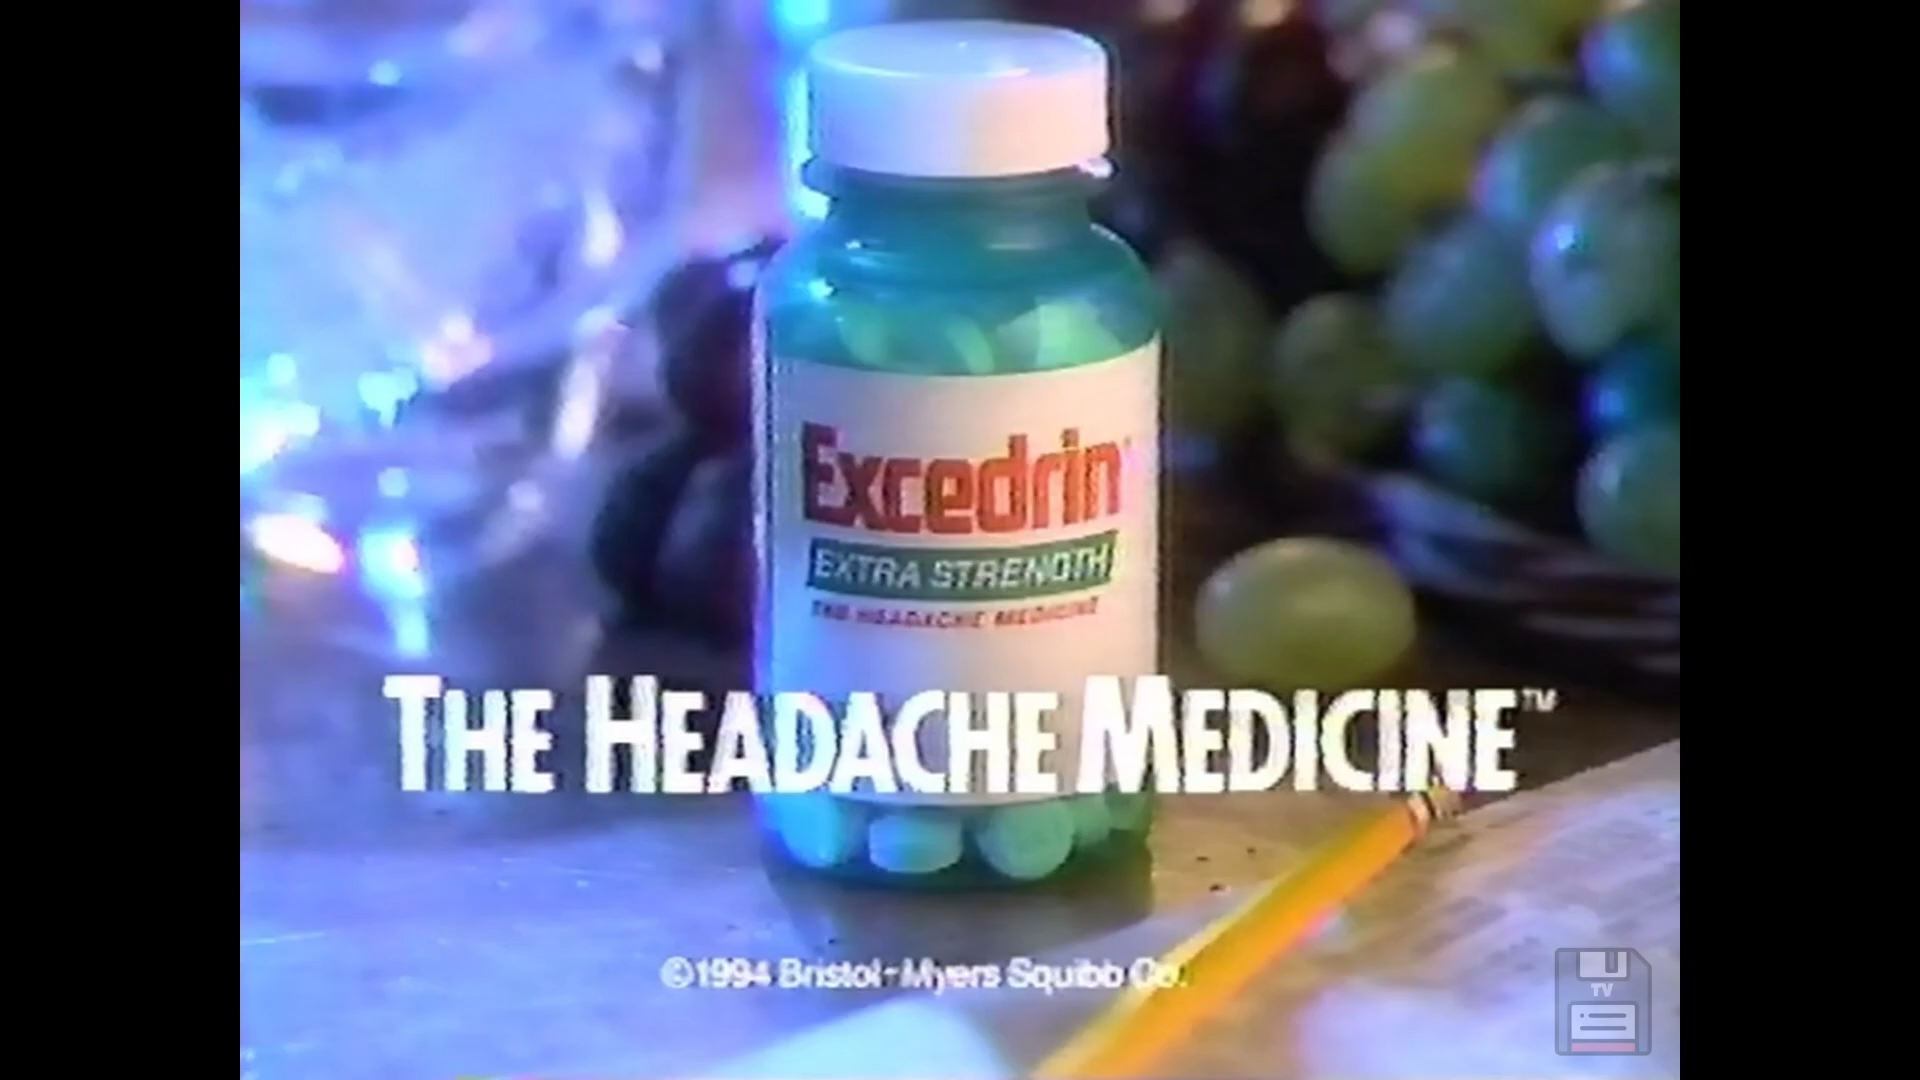 Excedrin
EXTRA STRENGTH
THE HEADACHE MEDICINE
THE HEADACHE MEDICINE™
©1994 Bristol-Myers Squibb Co.
U
TV